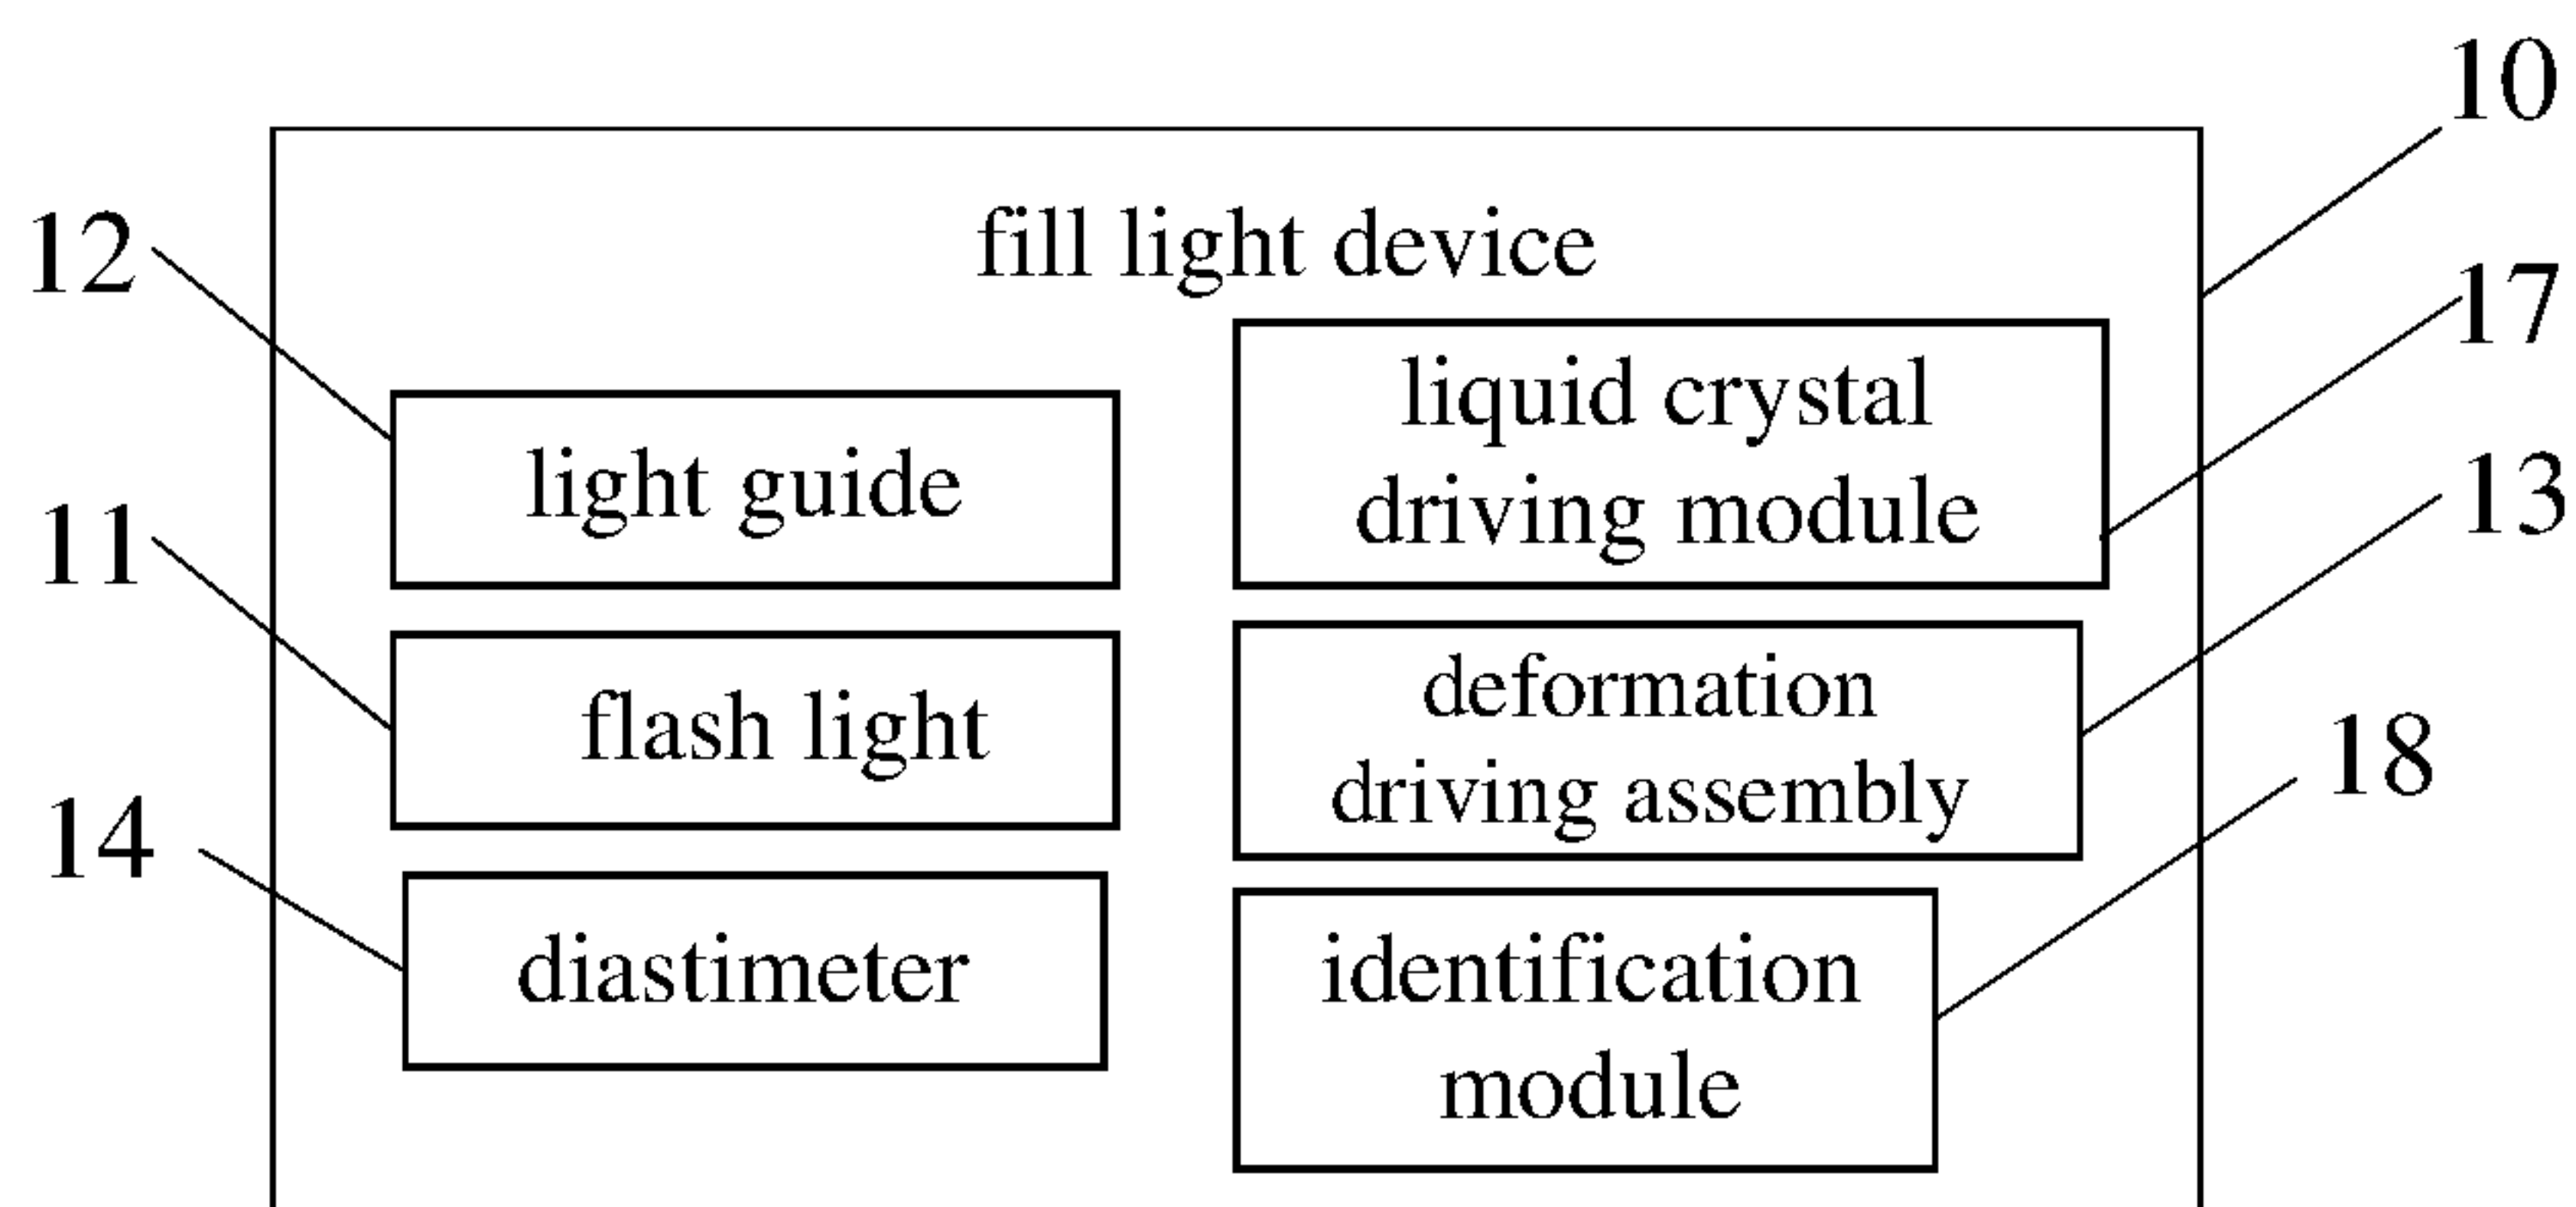 10
fill light device
12
17
liquid crystal
driving module
light guide
11
13
flash light
deformation
driving assembly
14
18
diastimeter
identification
module